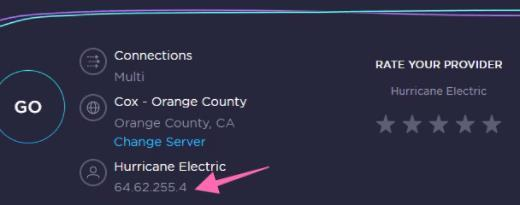 Connections
Multi
GO
Cox - Orange County
Orange County, CA
Change Server
Hurricane Electric
64.62.255.4
RATE YOUR PROVIDER
Hurricane Electric